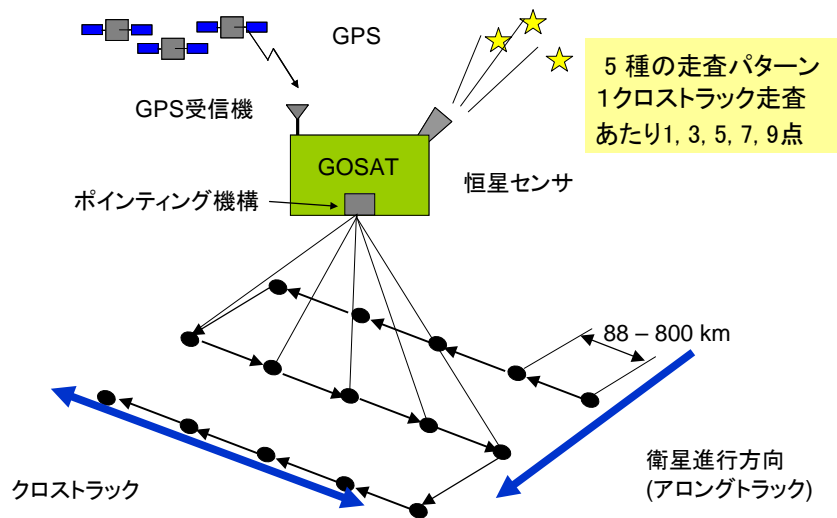 GPS
5 種の走査パターン
1クロストラック走査
あたり1, 3, 5, 7, 9点
GPS受信機
GOSAT
恒星センサ
ポインティング機構
88 – 800 km
衛星進行方向
(アロングトラック)
クロストラック